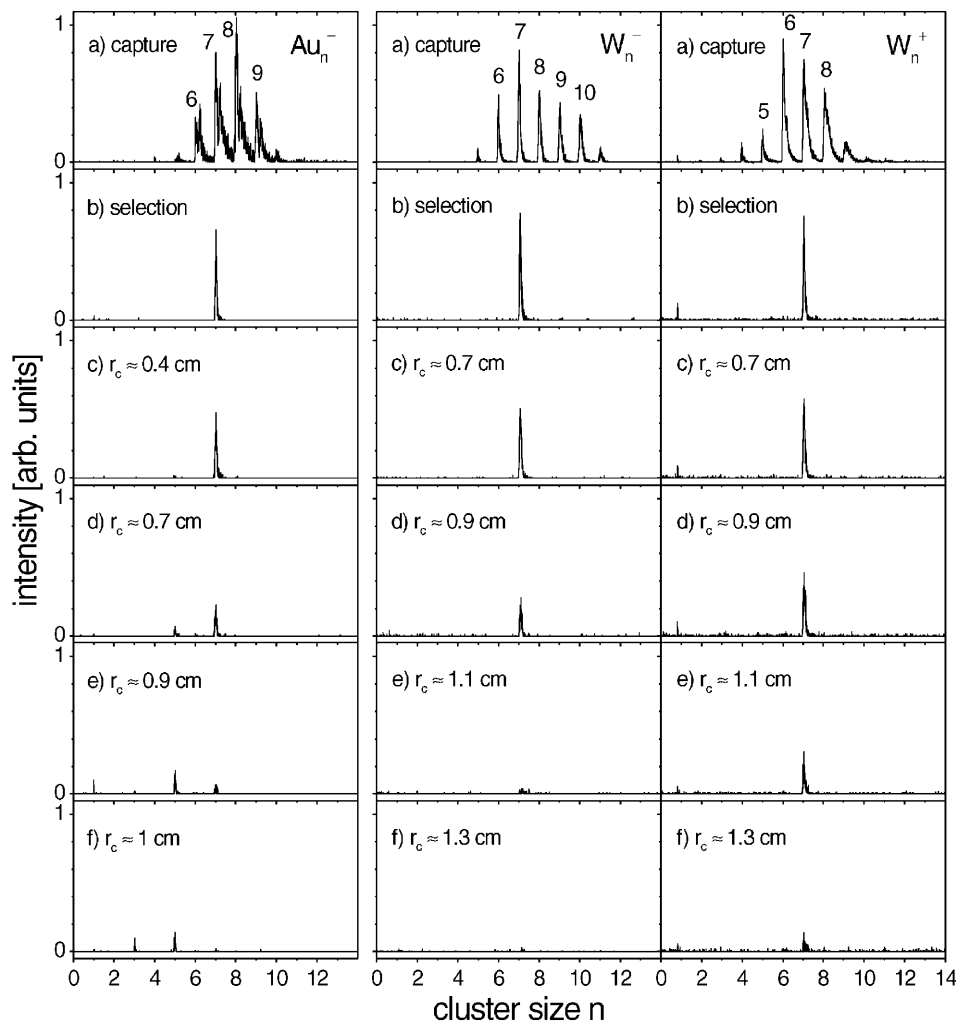 1 a) capture 7 8 Auₙ⁻ a) capture 7 Wₙ⁻ a) capture 6 7 Wₙ⁺
6 9 6 8 9 10 5 8
0
1 b) selection b) selection b) selection
0
c) r_c ≈ 0.4 cm c) r_c ≈ 0.7 cm c) r_c ≈ 0.7 cm
0
1
d) r_c ≈ 0.7 cm d) r_c ≈ 0.9 cm d) r_c ≈ 0.9 cm
0
1
e) r_c ≈ 0.9 cm e) r_c ≈ 1.1 cm e) r_c ≈ 1.1 cm
0
1
f) r_c ≈ 1 cm f) r_c ≈ 1.3 cm f) r_c ≈ 1.3 cm
0
intensity [arb. units]
0 2 4 6 8 10 12 0 2 4 6 8 10 12 0 2 4 6 8 10 12 14
cluster size n